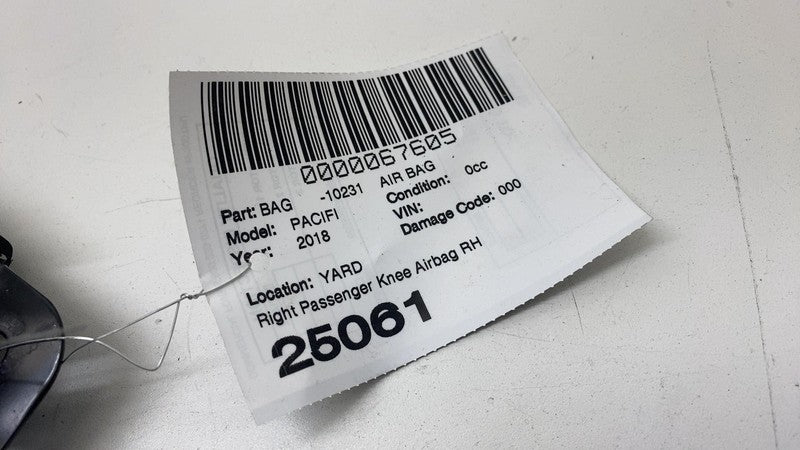 0000067605
Part: BAG -10231 AIR BAG
Model: PACIFI Condition: 0cc
Year: 2018 VIN:
Damage Code: 000
Location: YARD
Right Passenger Knee Airbag RH
25061